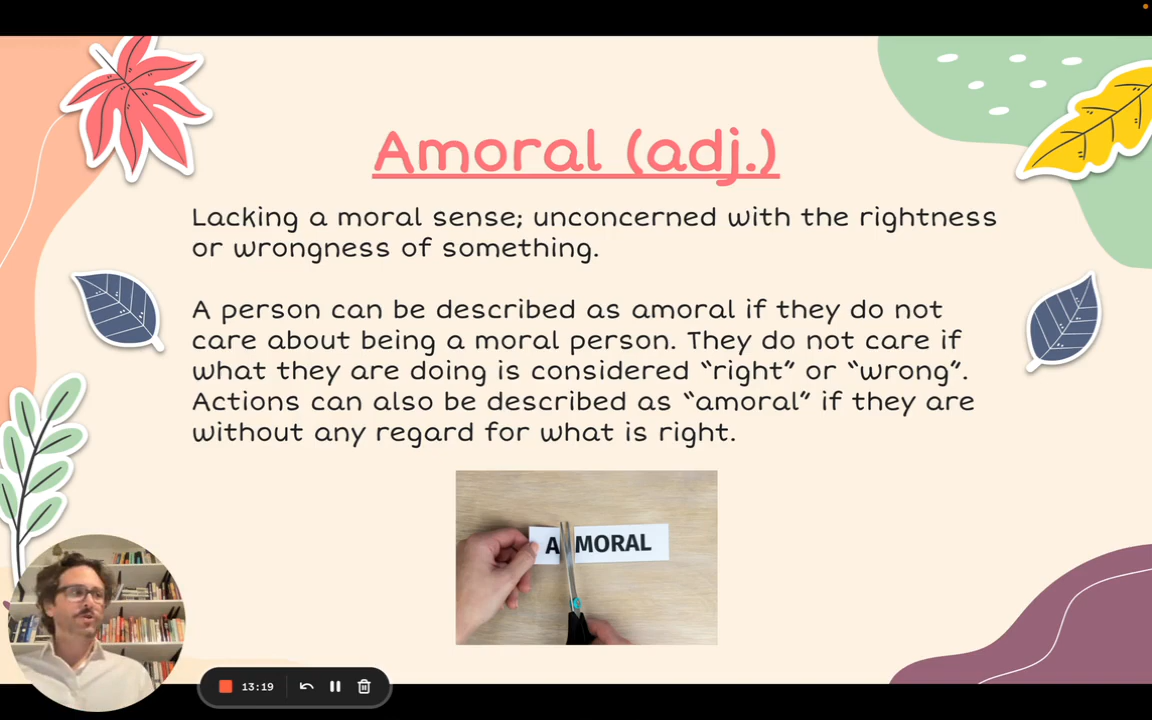 Amoral (adj.)
Lacking a moral sense; unconcerned with the rightness
or wrongness of something.
A person can be described as amoral if they do not
care about being a moral person. They do not care if
what they are doing is considered “right” or “wrong”.
Actions can also be described as “amoral” if they are
without any regard for what is right.
A MORAL
13:19